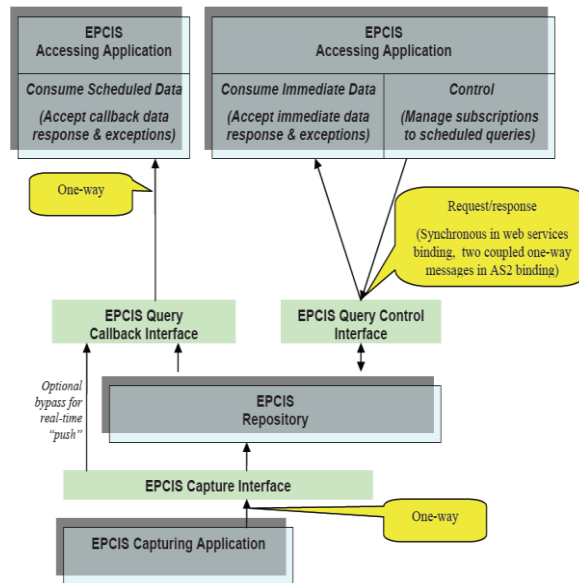 EPCIS
Accessing Application
Consume Scheduled Data
(Accept callback data
response & exceptions)
EPCIS
Accessing Application
Consume Immediate Data
(Accept immediate data
response & exceptions)
Control
(Manage subscriptions
to scheduled queries)
One-way
Request/response
(Synchronous in web services
binding, two coupled one-way
messages in AS2 binding)
EPCIS Query
Callback Interface
EPCIS Query Control
Interface
Optional
bypass for
real-time
"push"
EPCIS
Repository
EPCIS Capture Interface
One-way
EPCIS Capturing Application